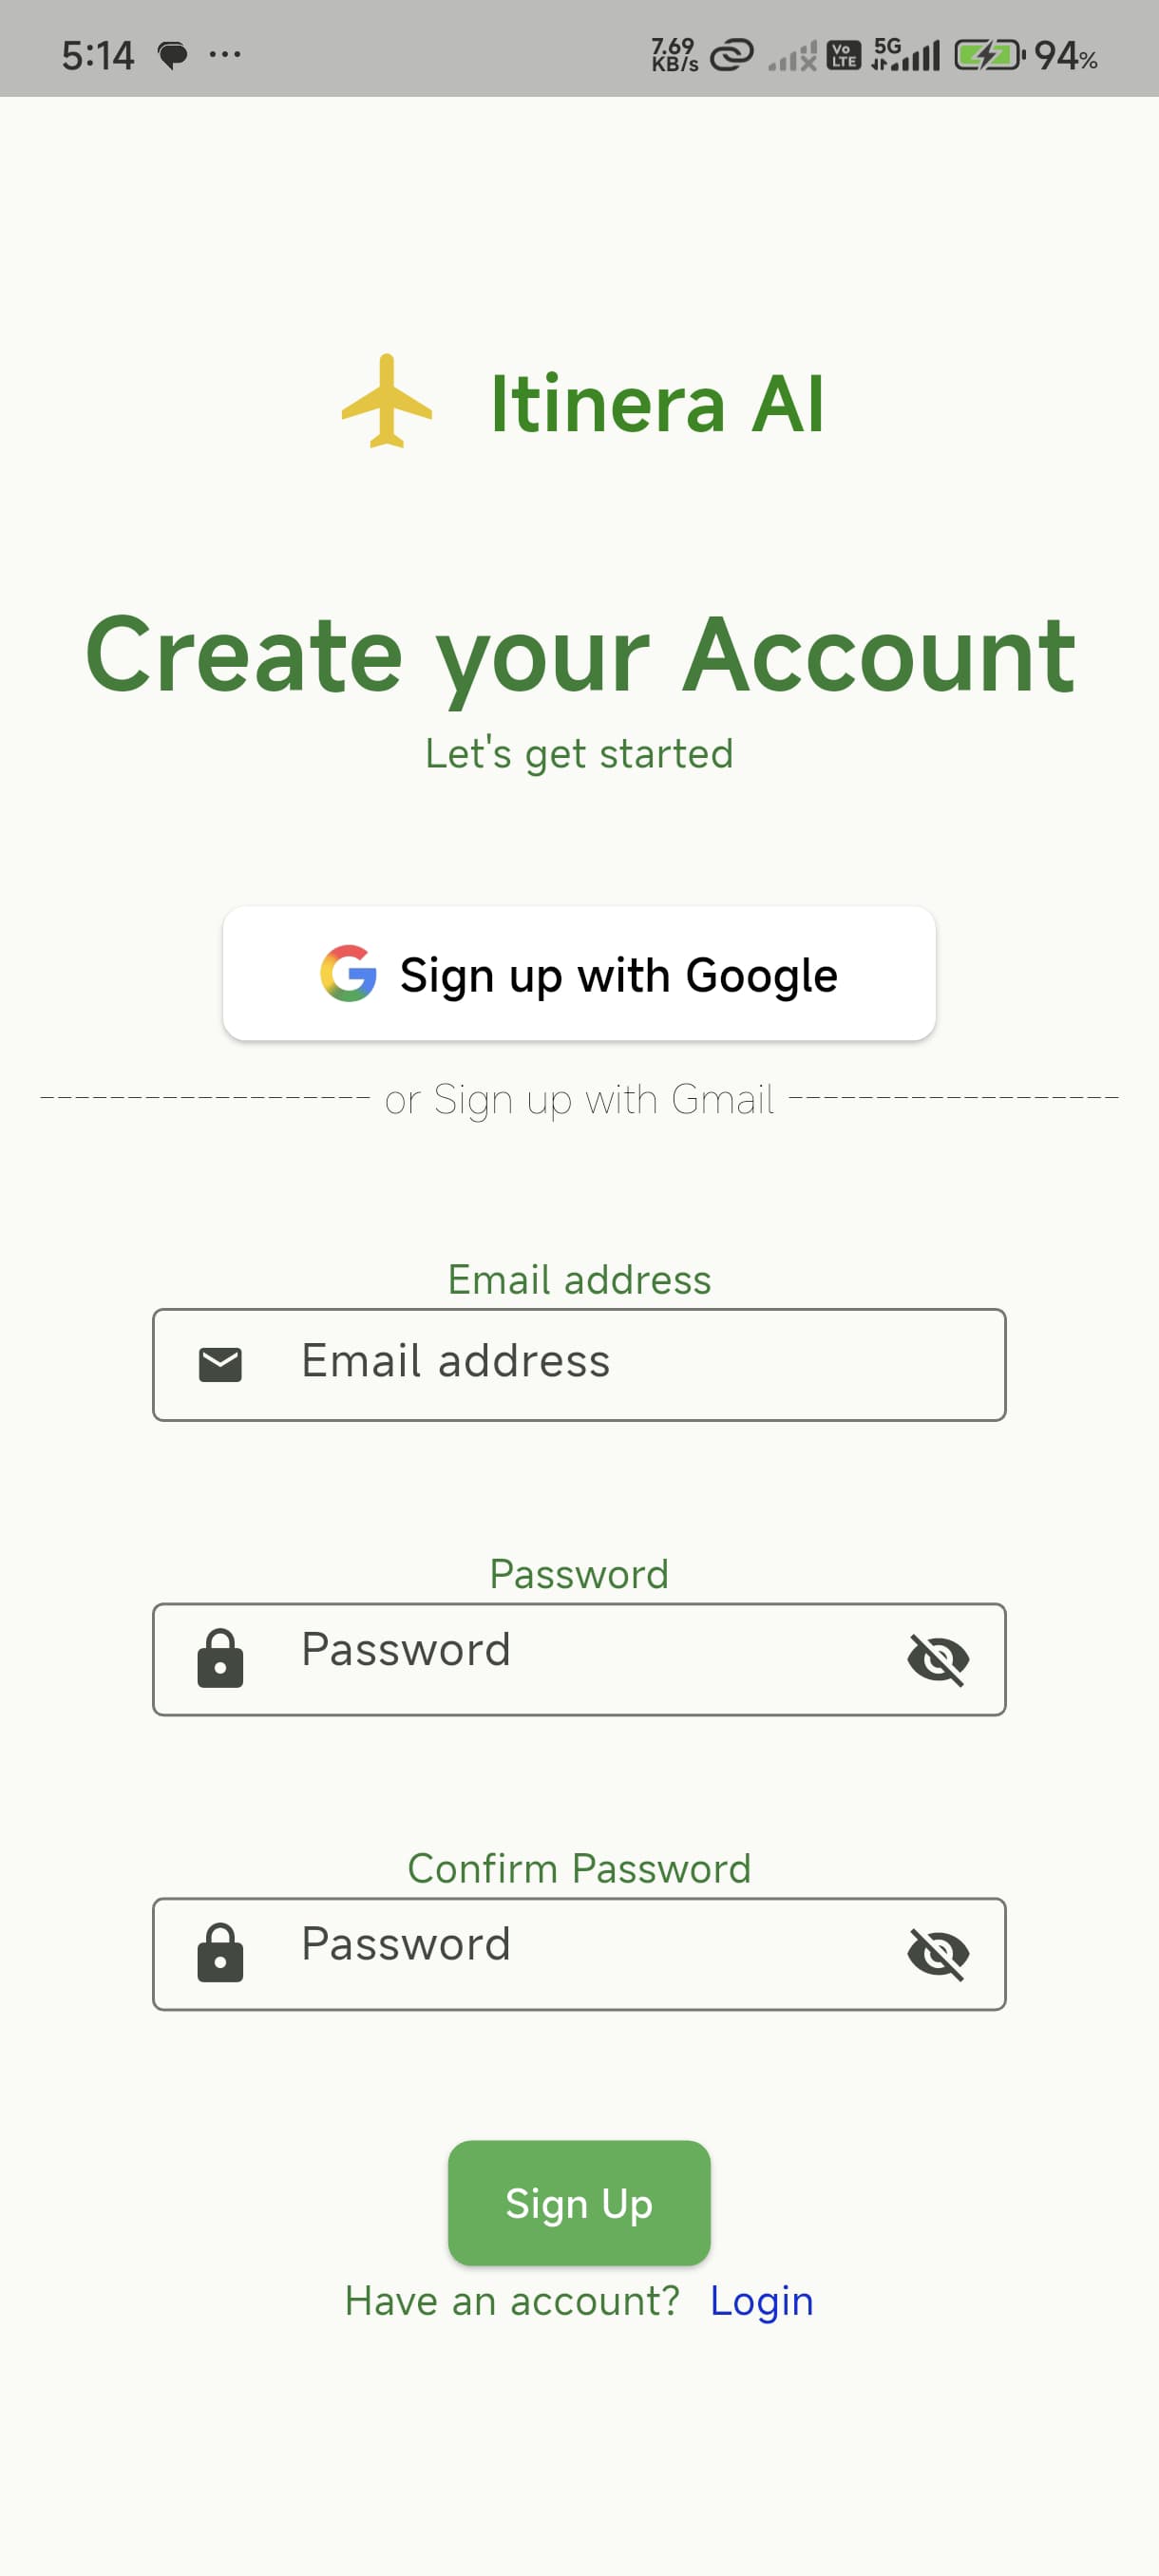 5:14 ... 7.69 KB/s Vo LTE 5G 94%
Itinera AI
Create your Account
Let's get started
Sign up with Google
------------------- or Sign up with Gmail -------------------
Email address
Email address
Password
Password
Confirm Password
Password
Sign Up
Have an account? Login